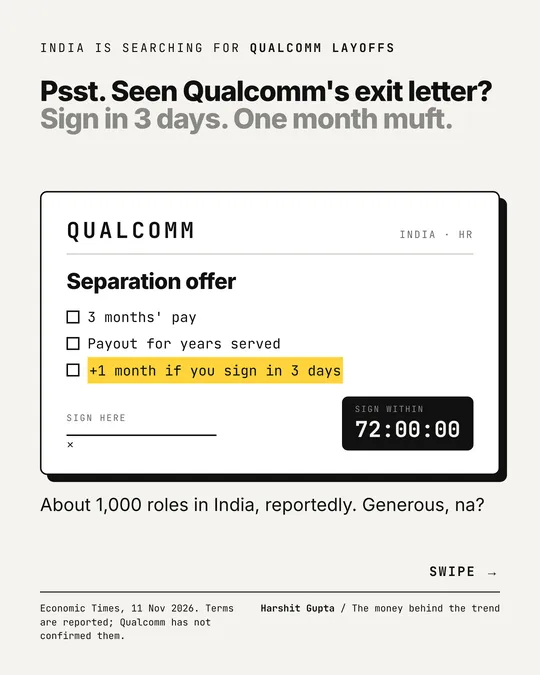 INDIA IS SEARCHING FOR QUALCOMM LAYOFFS
Psst. Seen Qualcomm's exit letter?
Sign in 3 days. One month muft.
QUALCOMM
INDIA · HR
Separation offer
3 months' pay
Payout for years served
+1 month if you sign in 3 days
SIGN HERE
×
SIGN WITHIN
72:00:00
About 1,000 roles in India, reportedly. Generous, na?
SWIPE →
Economic Times, 11 Nov 2026. Terms
are reported; Qualcomm has not
confirmed them.
Harshit Gupta / The money behind the trend